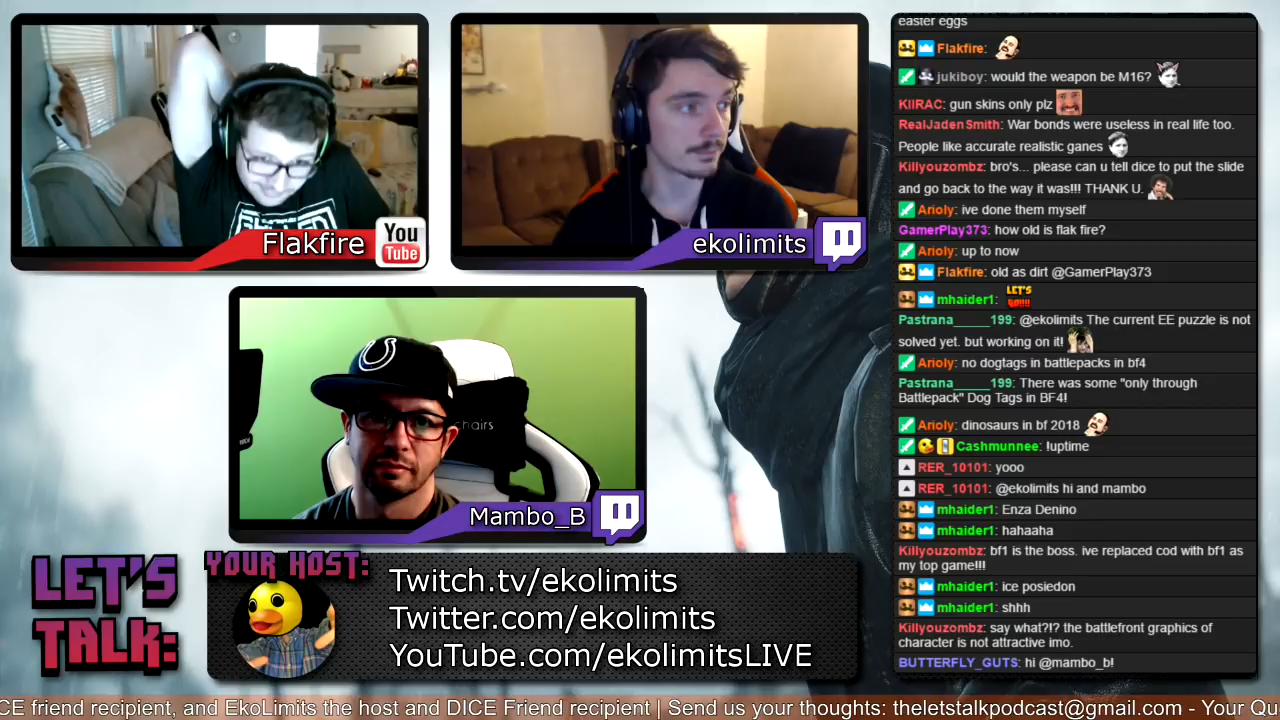 Flakfire
You
Tube
ekolimits
chairs
Mambo_B
LET'S
TALK:
YOUR HOST:
Twitch.tv/ekolimits
Twitter.com/ekolimits
YouTube.com/ekolimitsLIVE
easter eggs
Flakfire:
jukiboy: would the weapon be M16?
KIIRAC: gun skins only plz
RealJadenSmith: War bonds were useless in real life too.
People like accurate realistic ganes
Killyouzombz: bro's... please can u tell dice to put the slide
and go back to the way it was!!! THANK U.
Arioly: ive done them myself
GamerPlay373: how old is flak fire?
Arioly: up to now
Flakfire: old as dirt @GamerPlay373
mhaider1: LET'S
GO!!!!
Pastrana_____199: @ekolimits The current EE puzzle is not
solved yet. but working on it!
Arioly: no dogtags in battlepacks in bf4
Pastrana_____199: There was some "only through
Battlepack" Dog Tags in BF4!
Arioly: dinosaurs in bf 2018
Cashmunnee: !uptime
RER_10101: yooo
RER_10101: @ekolimits hi and mambo
mhaider1: Enza Denino
mhaider1: hahaaha
Killyouzombz: bf1 is the boss. ive replaced cod with bf1 as
my top game!!!
mhaider1: ice posiedon
mhaider1: shhh
Killyouzombz: say what?!? the battlefront graphics of
character is not attractive imo.
BUTTERFLY_GUTS: hi @mambo_b!
CE friend recipient, and EkoLimits the host and DICE Friend recipient | Send us your thoughts: theletstalkpodcast@gmail.com - Your Qu